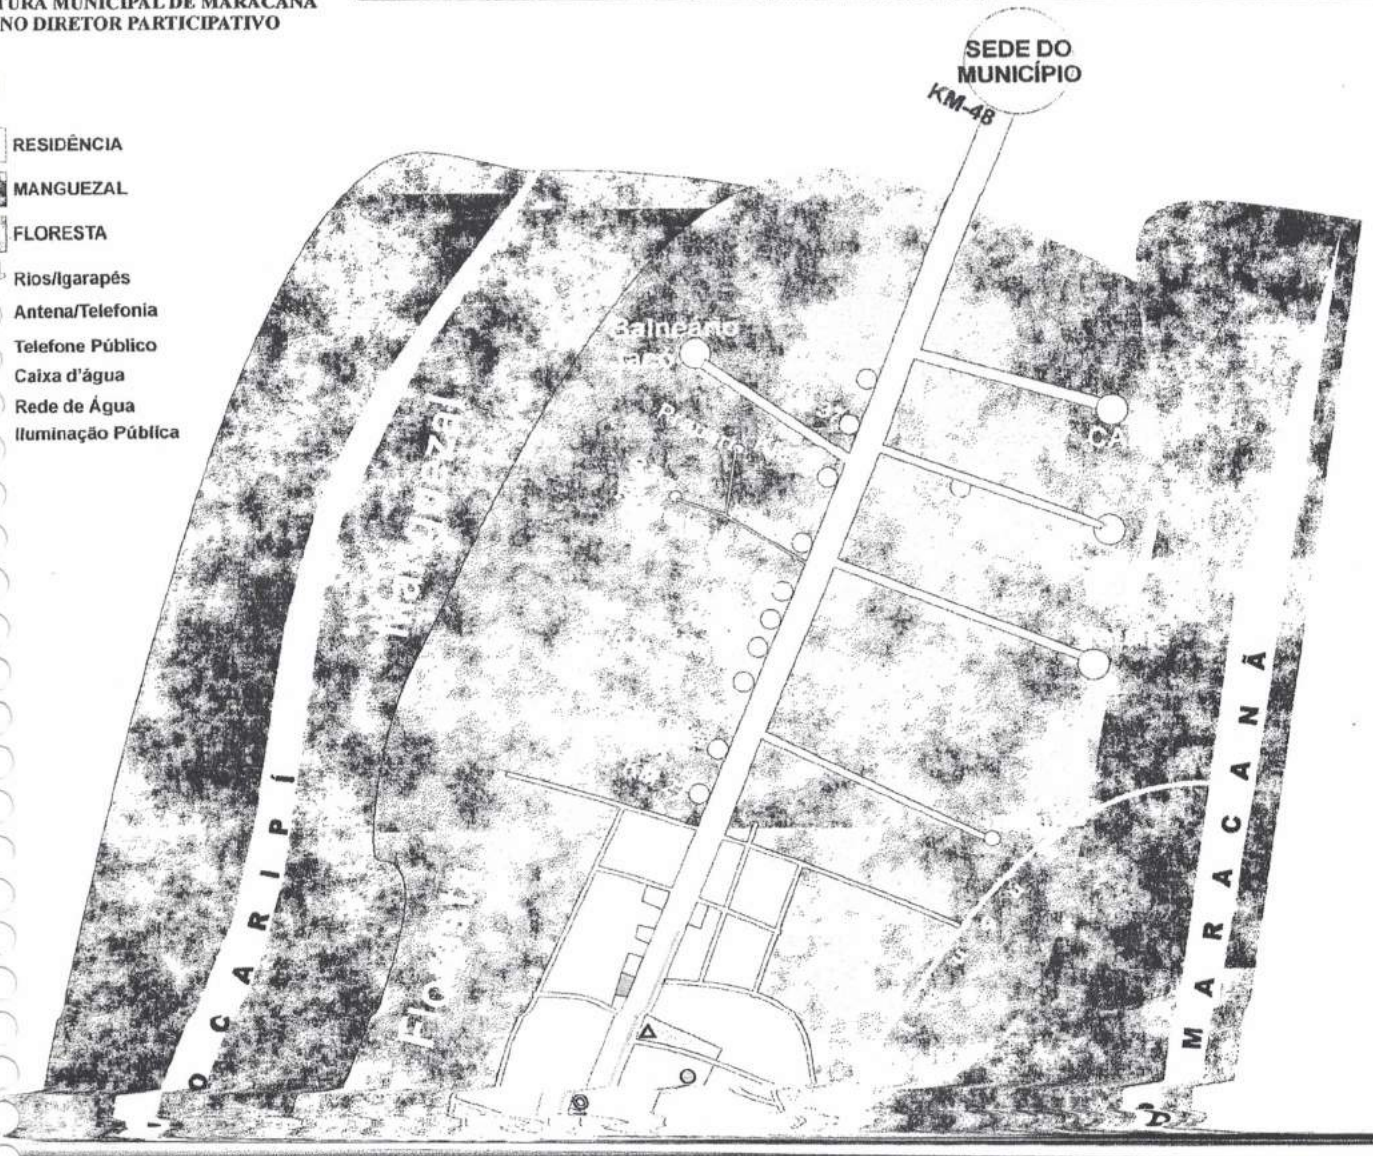 TURA MUNICIPAL DE MARACANÃ
NO DIRETOR PARTICIPATIVO
SEDE DO
MUNICÍPIO
KM-48
RESIDÊNCIA
MANGUEZAL
FLORESTA
Rios/Igarapés
Antena/Telefonia
Telefone Público
Caixa d'água
Rede de Água
Iluminação Pública
Balneário
CA
Manguezal
O CARIPÍ
MARACANÃ